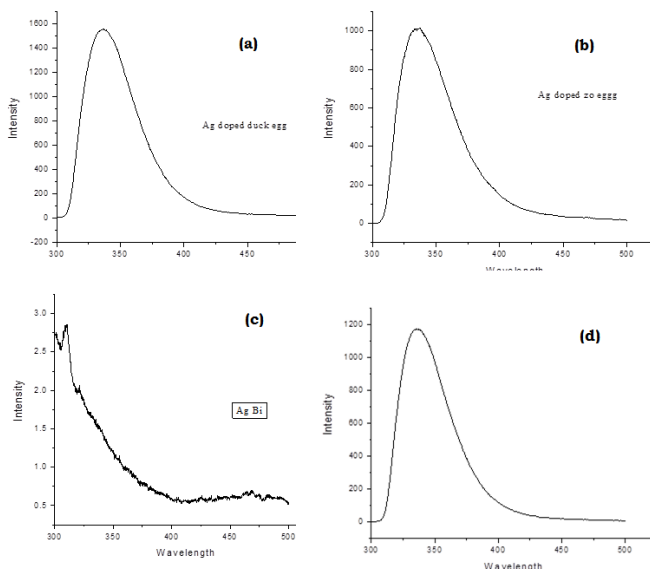 (a)
1600
1400
1200
1000
800
600
400
200
0
-200
Intensity
Ag doped duck egg
300 350 400 450
Wavelength
(b)
1000
800
600
400
200
0
Intensity
Ag doped zo eggg
300 350 400 450 500
Wavelength
(c)
3.0
2.5
2.0
1.5
1.0
0.5
Intensity
Ag Bi
300 350 400 450 500
Wavelength
(d)
1200
1000
800
600
400
200
0
Intensity
300 350 400 450 500
Wavelength